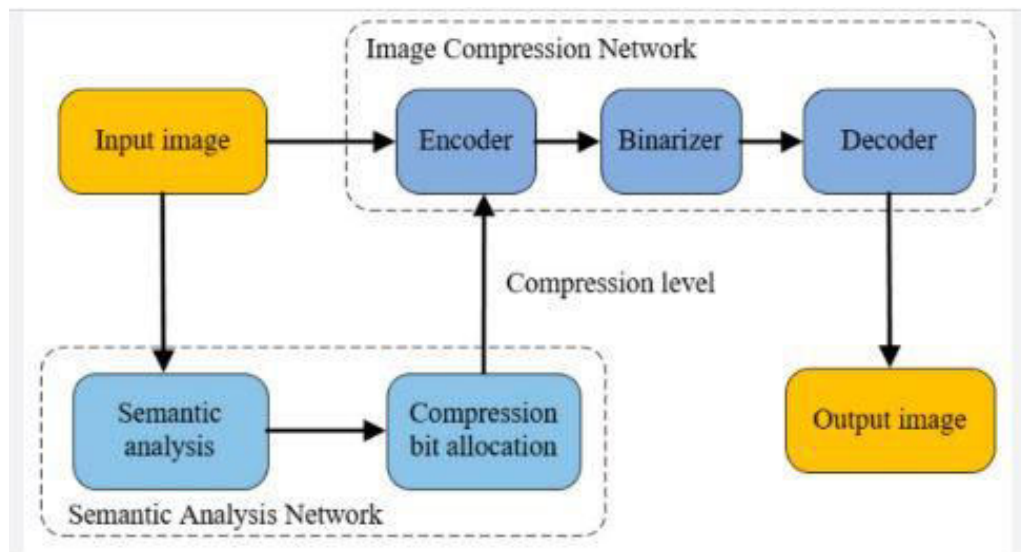 Image Compression Network
Input image
Encoder
Binarizer
Decoder
Compression level
Semantic
analysis
Compression
bit allocation
Output image
Semantic Analysis Network